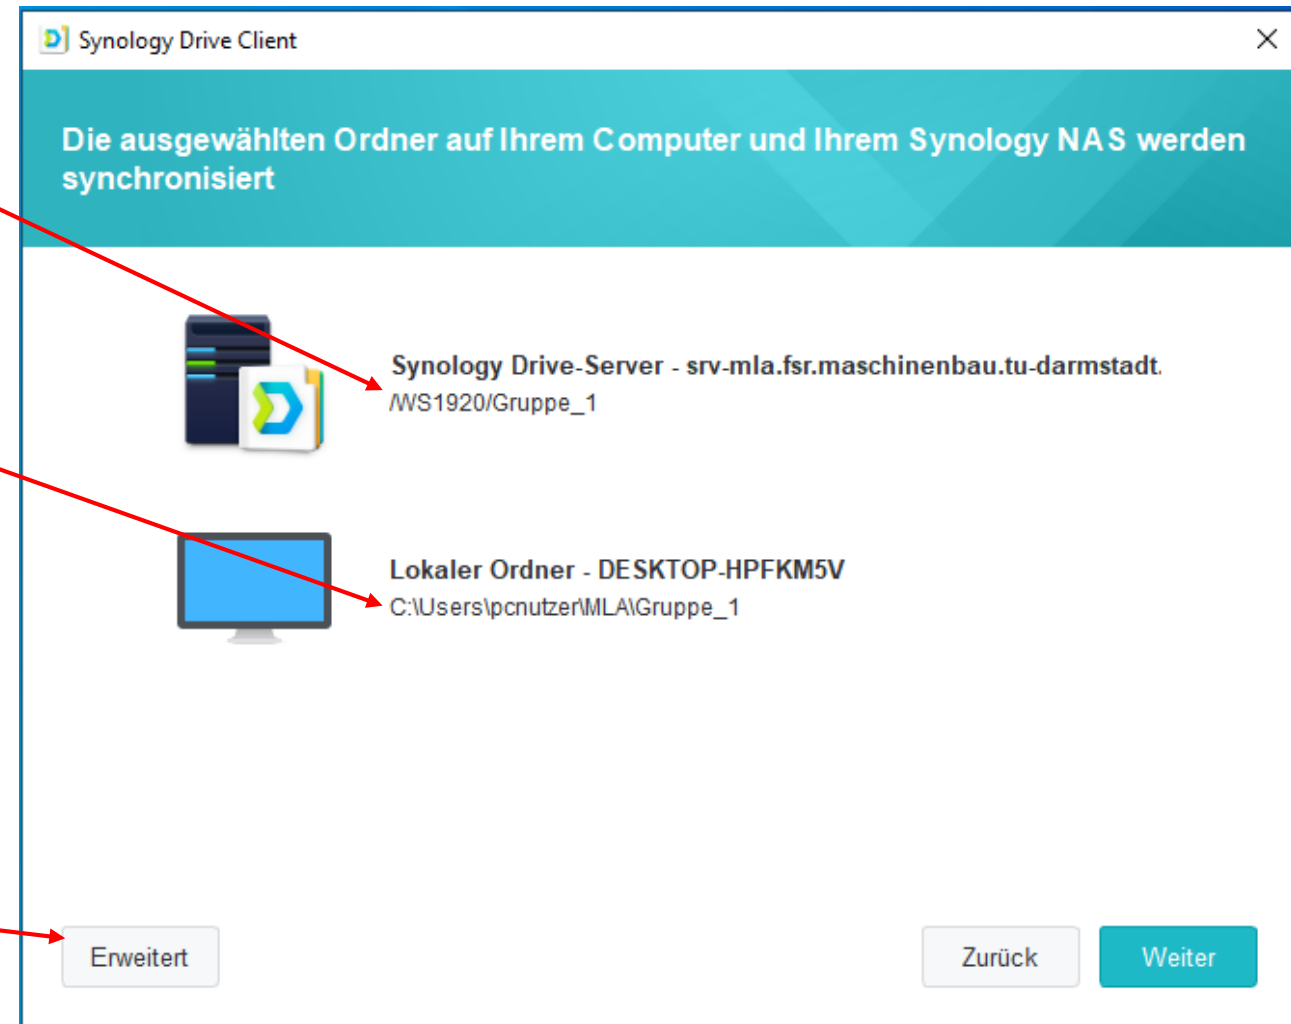 Synology Drive Client
Die ausgewählten Ordner auf Ihrem Computer und Ihrem Synology NAS werden
synchronisiert
Synology Drive-Server - srv-mla.fsr.maschinenbau.tu-darmstadt.
/WS1920/Gruppe_1
Lokaler Ordner - DESKTOP-HPFKM5V
C:\Users\pcnutzer\MLA\Gruppe_1
Erweitert
Zurück
Weiter